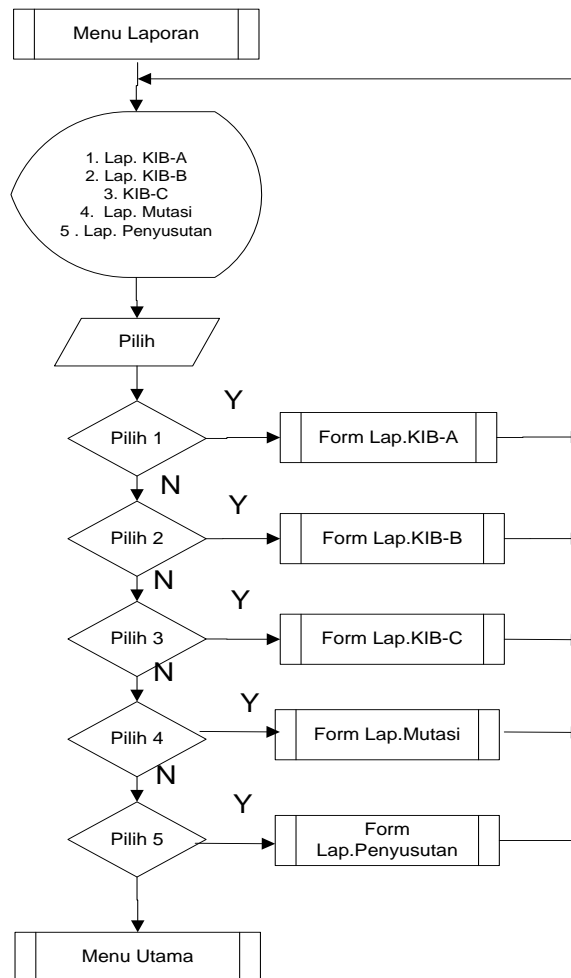 Menu Laporan
1. Lap. KIB-A
2. Lap. KIB-B
3. KIB-C
4. Lap. Mutasi
5 . Lap. Penyusutan
Pilih
Y
Pilih 1
Form Lap.KIB-A
N
Y
Pilih 2
Form Lap.KIB-B
N
Y
Pilih 3
Form Lap.KIB-C
N
Y
Pilih 4
Form Lap.Mutasi
N
Y
Pilih 5
Form
Lap.Penyusutan
Menu Utama